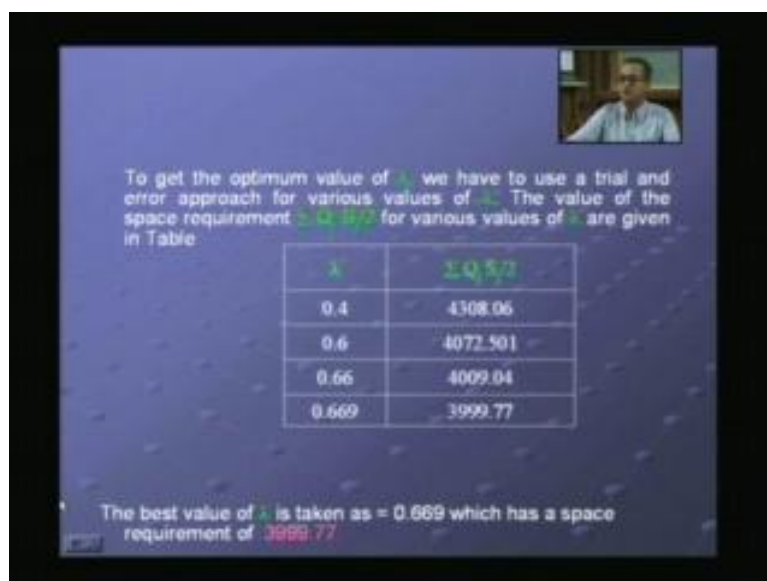 To get the optimum value of λ, we have to use a trial and
error approach for various values of λ. The value of the
space requirement for various values of λ are given
in Table
λ ΣQⱼSⱼ/2
0.4 4308.06
0.6 4072.501
0.66 4009.04
0.669 3999.77
The best value of λ is taken as = 0.669 which has a space
requirement of 3999.77